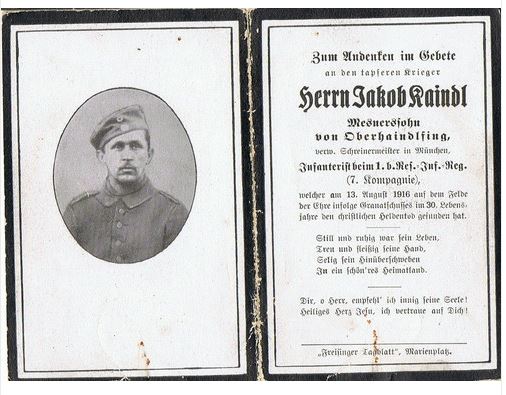 Zum Andenken im Gebete
an den tapferen Krieger
Herrn Jakob Kaindl
Mesnerssohn
von Oberhaindlfing,
verw. Schreinermeister in München,
Infanterist beim 1. b. Res.-Inf.-Reg.
(7. Kompagnie),
welcher am 13. August 1916 auf dem Felde
der Ehre infolge Granatschusses im 30. Lebens-
jahre den christlichen Heldentod gefunden hat.
Still und ruhig war sein Leben,
Treu und fleißig seine Hand,
Selig sein Hinüberschweben
In ein schön'res Heimatland.
Dir, o Herr, empfehl' ich innig seine Seele!
Heiliges Herz Jesu, ich vertraue auf Dich!
„Freisinger Tagblatt", Marienplatz.